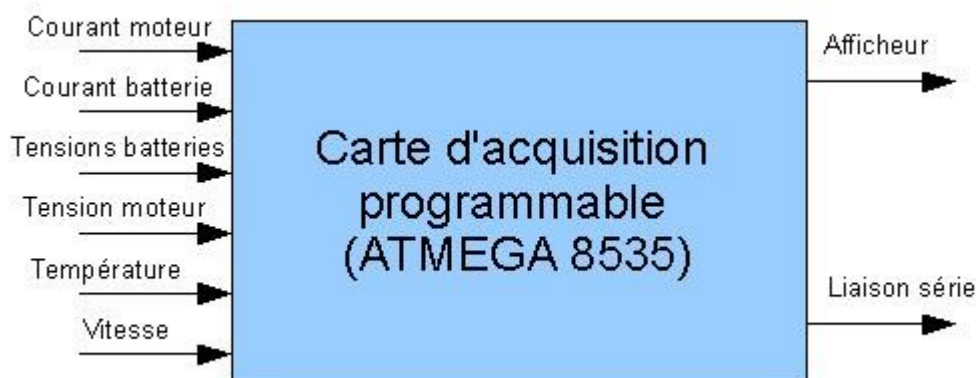 Courant moteur
Courant batterie
Tensions batteries
Tension moteur
Température
Vitesse
Carte d'acquisition
programmable
(ATMEGA 8535)
Afficheur
Liaison série